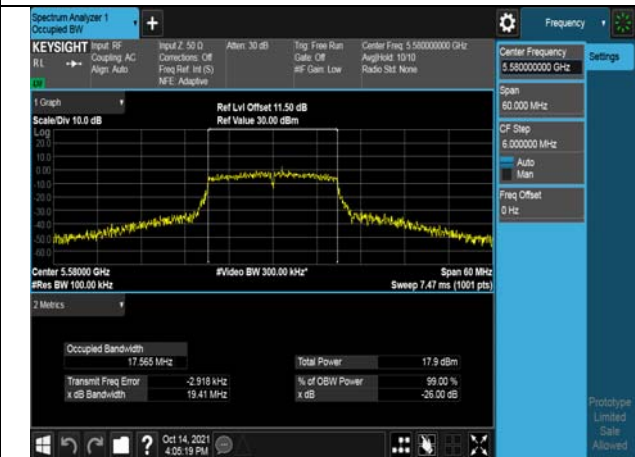 Spectrum Analyzer 1
Occupied BW
+
Frequency
KEYSIGHT
RL
Input: RF
Coupling: AC
Align: Auto
Input Z: 50 Ω
Corrections: Off
Freq Ref: Int (S)
NFE: Adaptive
Atten: 30 dB
Trig: Free Run
Gate: Off
#IF Gain: Low
Center Freq: 5.580000000 GHz
Avg|Hold: 10/10
Radio Std: None
Center Frequency
5.580000000 GHz
Settings
Span
60.000 MHz
CF Step
6.000000 MHz
Auto
Man
Freq Offset
0 Hz
1 Graph
Scale/Div 10.0 dB
Ref Lvl Offset 11.50 dB
Ref Value 30.00 dBm
Log
20.0
10.0
0.00
-10.0
-20.0
-30.0
-40.0
-50.0
-60.0
Center 5.58000 GHz
#Res BW 100.00 kHz
#Video BW 300.00 kHz*
Span 60 MHz
Sweep 7.47 ms (1001 pts)
2 Metrics
Occupied Bandwidth
17.565 MHz
Total Power 17.9 dBm
Transmit Freq Error -2.918 kHz
% of OBW Power 99.00 %
x dB Bandwidth 19.41 MHz
x dB -26.00 dB
Prototype
Limited
Sale
Allowed
?
Oct 14, 2021
4:05:19 PM